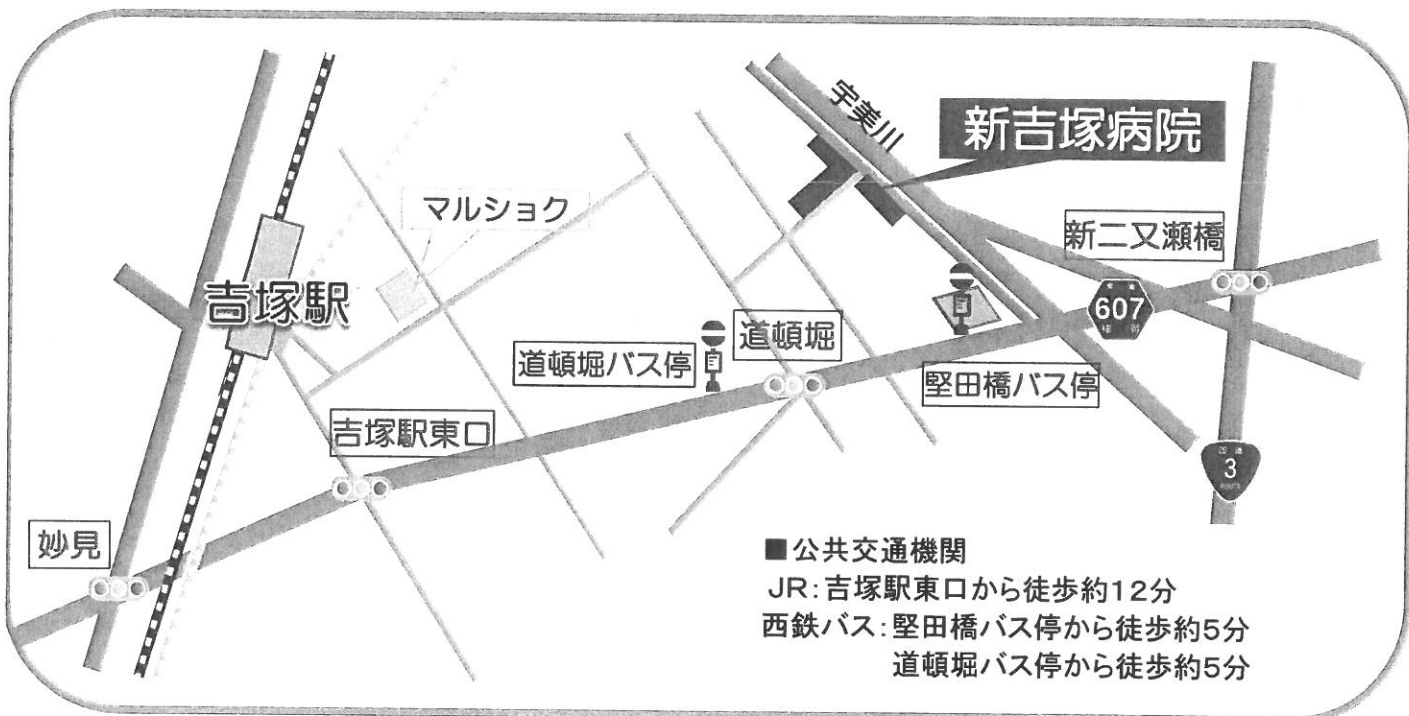 宇美川
新吉塚病院
マルショク
新二又瀬橋
吉塚駅
607
道頓堀
道頓堀バス停
堅田橋バス停
吉塚駅東口
国道
3
ROUTE
妙見
■公共交通機関
JR:吉塚駅東口から徒歩約12分
西鉄バス:堅田橋バス停から徒歩約5分
道頓堀バス停から徒歩約5分